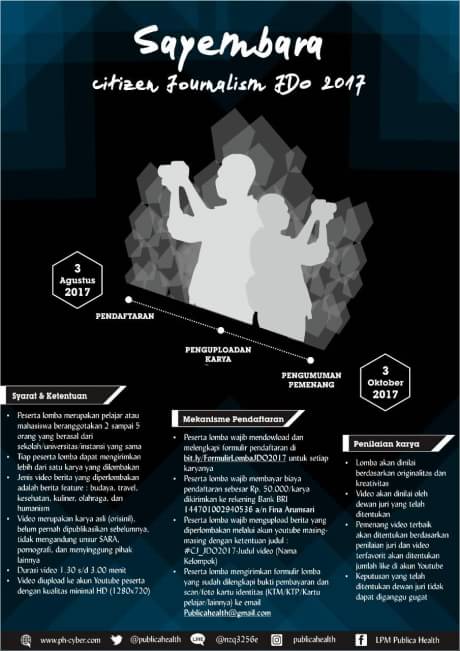 Sayembara
citizen Journalism JDO 2017
3
Agustus
2017
PENDAFTARAN
PENGUPLOADAN
KARYA
PENGUMUMAN
PEMENANG
3
Oktober
2017
Syarat & Ketentuan
• Peserta lomba merupakan pelajar atau
mahasiswa beranggotakan 2 sampai 5
orang yang berasal dari
sekolah/universitas/instansi yang sama
• Tiap peserta lomba dapat mengirimkan
lebih dari satu karya yang dilombakan
• Jenis video berita yang diperlombakan
adalah berita feature : budaya, travel,
kesehatan, kuliner, olahraga, dan
humanism
• Video merupakan karya asli (orisinil),
belum pernah dipublikasikan sebelumnya,
tidak mengandung unsur SARA,
pornografi, dan menyinggung pihak
lainnya
• Durasi video 1.30 s/d 3.00 menit
• Video diupload ke akun Youtube peserta
dengan kualitas minimal HD (1280x720)
Mekanisme Pendaftaran
• Peserta lomba wajib mendowload dan
melengkapi formulir pendaftaran di
bit.ly/FormulirLombaJDO2017 untuk setiap
karyanya
• Peserta lomba wajib membayar biaya
pendaftaran sebesar Rp. 50.000/karya
dikirimkan ke rekening Bank BRI
144701002940536 a/n Fina Arumsari
• Peserta lomba wajib mengupload berita yang
diperlombakan melalui akun youtube masing-
masing dengan ketentuan judul :
#CJ_JDO2017-Judul video (Nama
Kelompok)
• Peserta lomba mengirimkan formulir lomba
yang sudah dilengkapi bukti pembayaran dan
scan/foto kartu identitas (KTM/KTP/Kartu
pelajar/lainnya) ke email
Publicahealth@gmail.com
Penilaian karya
• Lomba akan dinilai
berdasarkan originalitas dan
kreativitas
• Video akan dinilai oleh
dewan juri yang telah
ditentukan
• Pemenang video terbaik
akan ditentukan berdasarkan
penilaian juri dan video
terfavorit akan ditentukan
jumlah like di akun Youtube
• Keputusan yang telah
ditentukan dewan juri tidak
dapat diganggu gugat
www.ph-cyber.com @publicahealth LINE @nzq3256e publicahealth LPM Publica Health